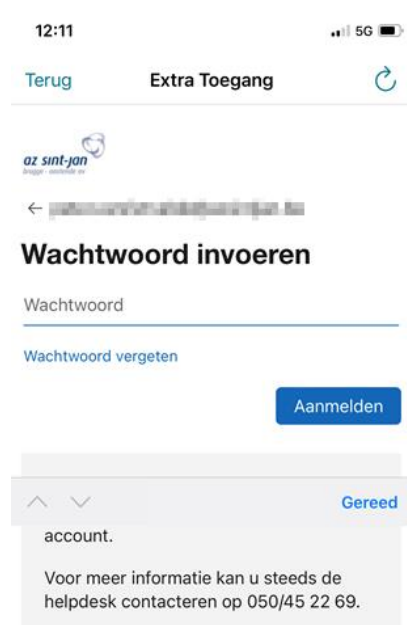 12:11
5G
Terug
Extra Toegang
az sint-jan
Wachtwoord invoeren
Wachtwoord
Wachtwoord vergeten
Aanmelden
Gereed
account.
Voor meer informatie kan u steeds de
helpdesk contacteren op 050/45 22 69.